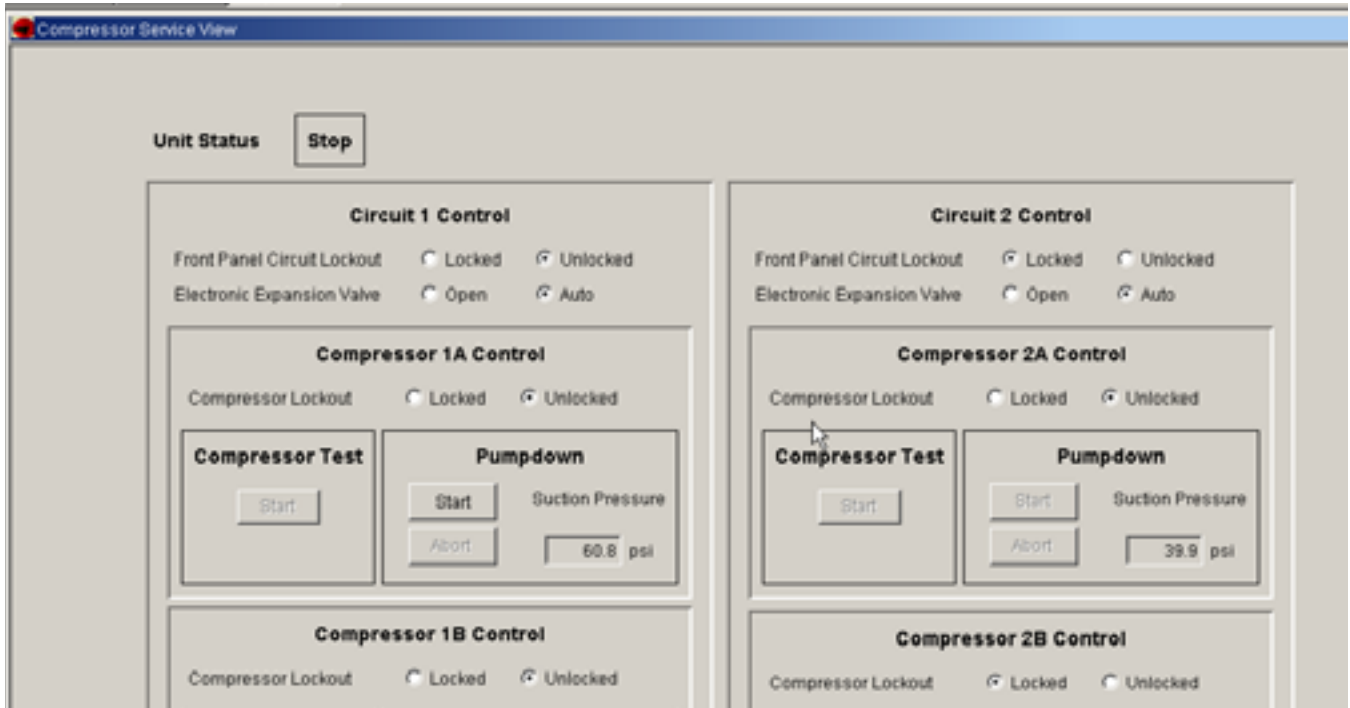 Compressor Service View
Unit Status Stop
Circuit 1 Control
Front Panel Circuit Lockout Locked Unlocked
Electronic Expansion Valve Open Auto
Compressor 1A Control
Compressor Lockout Locked Unlocked
Compressor Test
Start
Pumpdown
Start Suction Pressure
Abort 60.8 psi
Compressor 1B Control
Compressor Lockout Locked Unlocked
Circuit 2 Control
Front Panel Circuit Lockout Locked Unlocked
Electronic Expansion Valve Open Auto
Compressor 2A Control
Compressor Lockout Locked Unlocked
Compressor Test
Start
Pumpdown
Start Suction Pressure
Abort 39.9 psi
Compressor 2B Control
Compressor Lockout Locked Unlocked